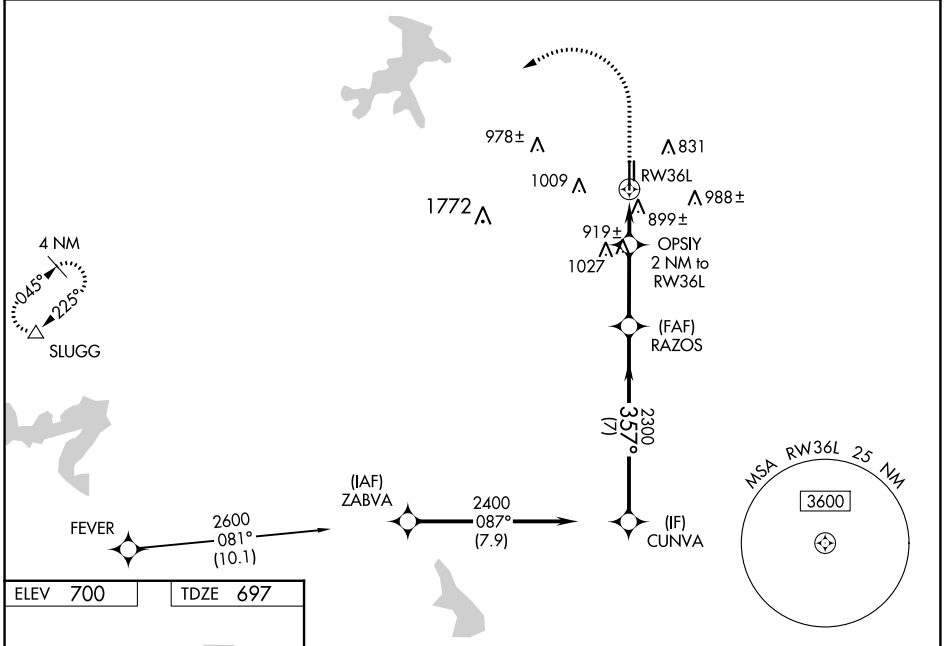 978±
831
1009
RW36L
988±
1772
899±
919±
1027
OPSIY
2 NM to
RW36L
4 NM
045°
225°
SLUGG
(FAF)
RAZOS
2300
357°
(7)
MSA RW36L 25 NM
3600
(IAF)
ZABVA
2400
087°
(7.9)
(IF)
CUNVA
FEVER
2600
081°
(10.1)
ELEV 700
TDZE 697